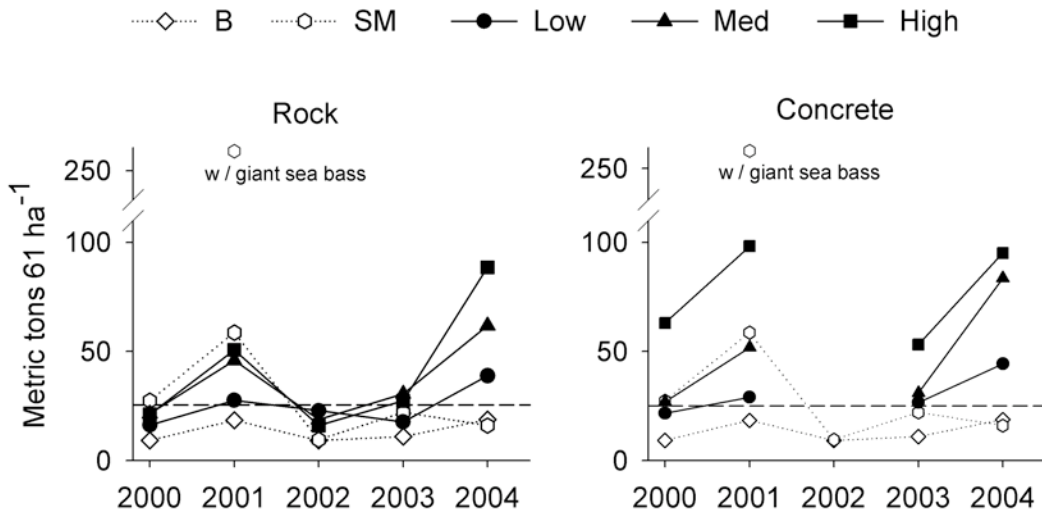 B SM Low Med High
Rock Concrete
250 w / giant sea bass 250 w / giant sea bass
100 100
50 50
0 0
2000 2001 2002 2003 2004 2000 2001 2002 2003 2004
Metric tons 61 ha⁻¹